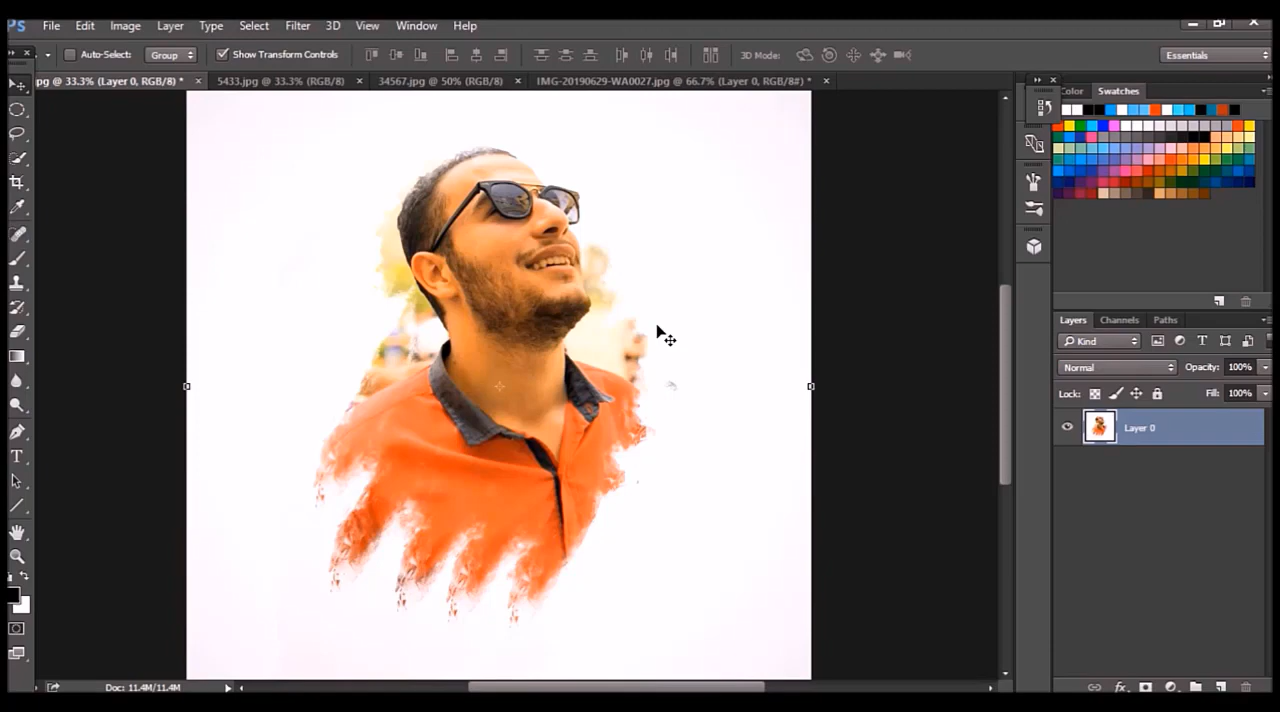 Ps File Edit Image Layer Type Select Filter 3D View Window Help
Auto-Select: Group Show Transform Controls 3D Mode: Essentials
pg @ 33.3% (Layer 0, RGB/8) * × 5433.jpg @ 33.3% (RGB/8) × 34567.jpg @ 50% (RGB/8) × IMG-20190629-WA0027.jpg @ 66.7% (Layer 0, RGB/8#) * ×
Color Swatches
Layers Channels Paths
Kind
Normal Opacity: 100%
Lock: Fill: 100%
Layer 0
Doc: 11.4M/11.4M